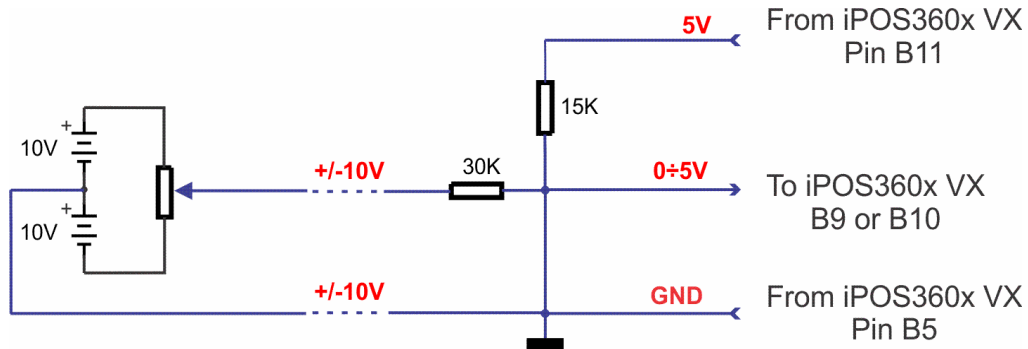 5V
From iPOS360x VX
Pin B11
15K
+
10V
+/-10V
30K
0÷5V
To iPOS360x VX
B9 or B10
+
10V
+/-10V
GND
From iPOS360x VX
Pin B5